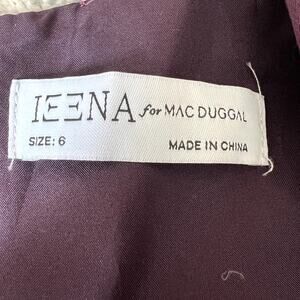 IEENA for MAC DUGGAL
SIZE: 6 MADE IN CHINA